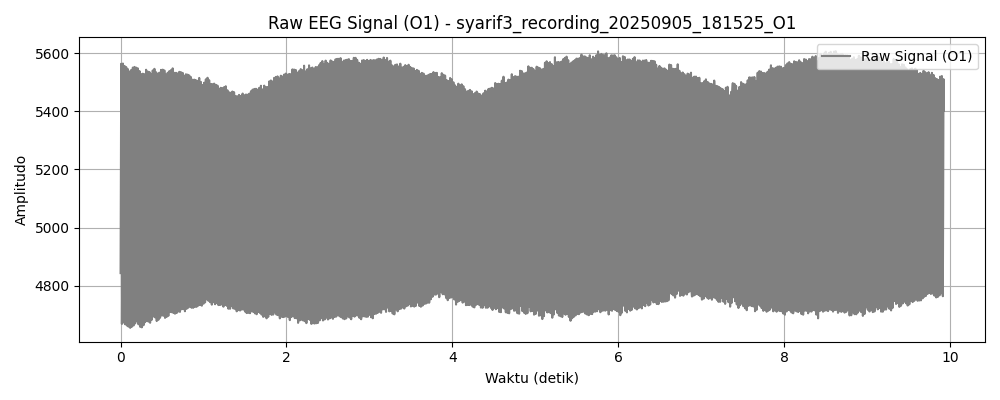 Raw EEG Signal (O1) - syarif3_recording_20250905_181525_O1
Raw Signal (O1)
Amplitudo
5600
5400
5200
5000
4800
0 2 4 6 8 10
Waktu (detik)